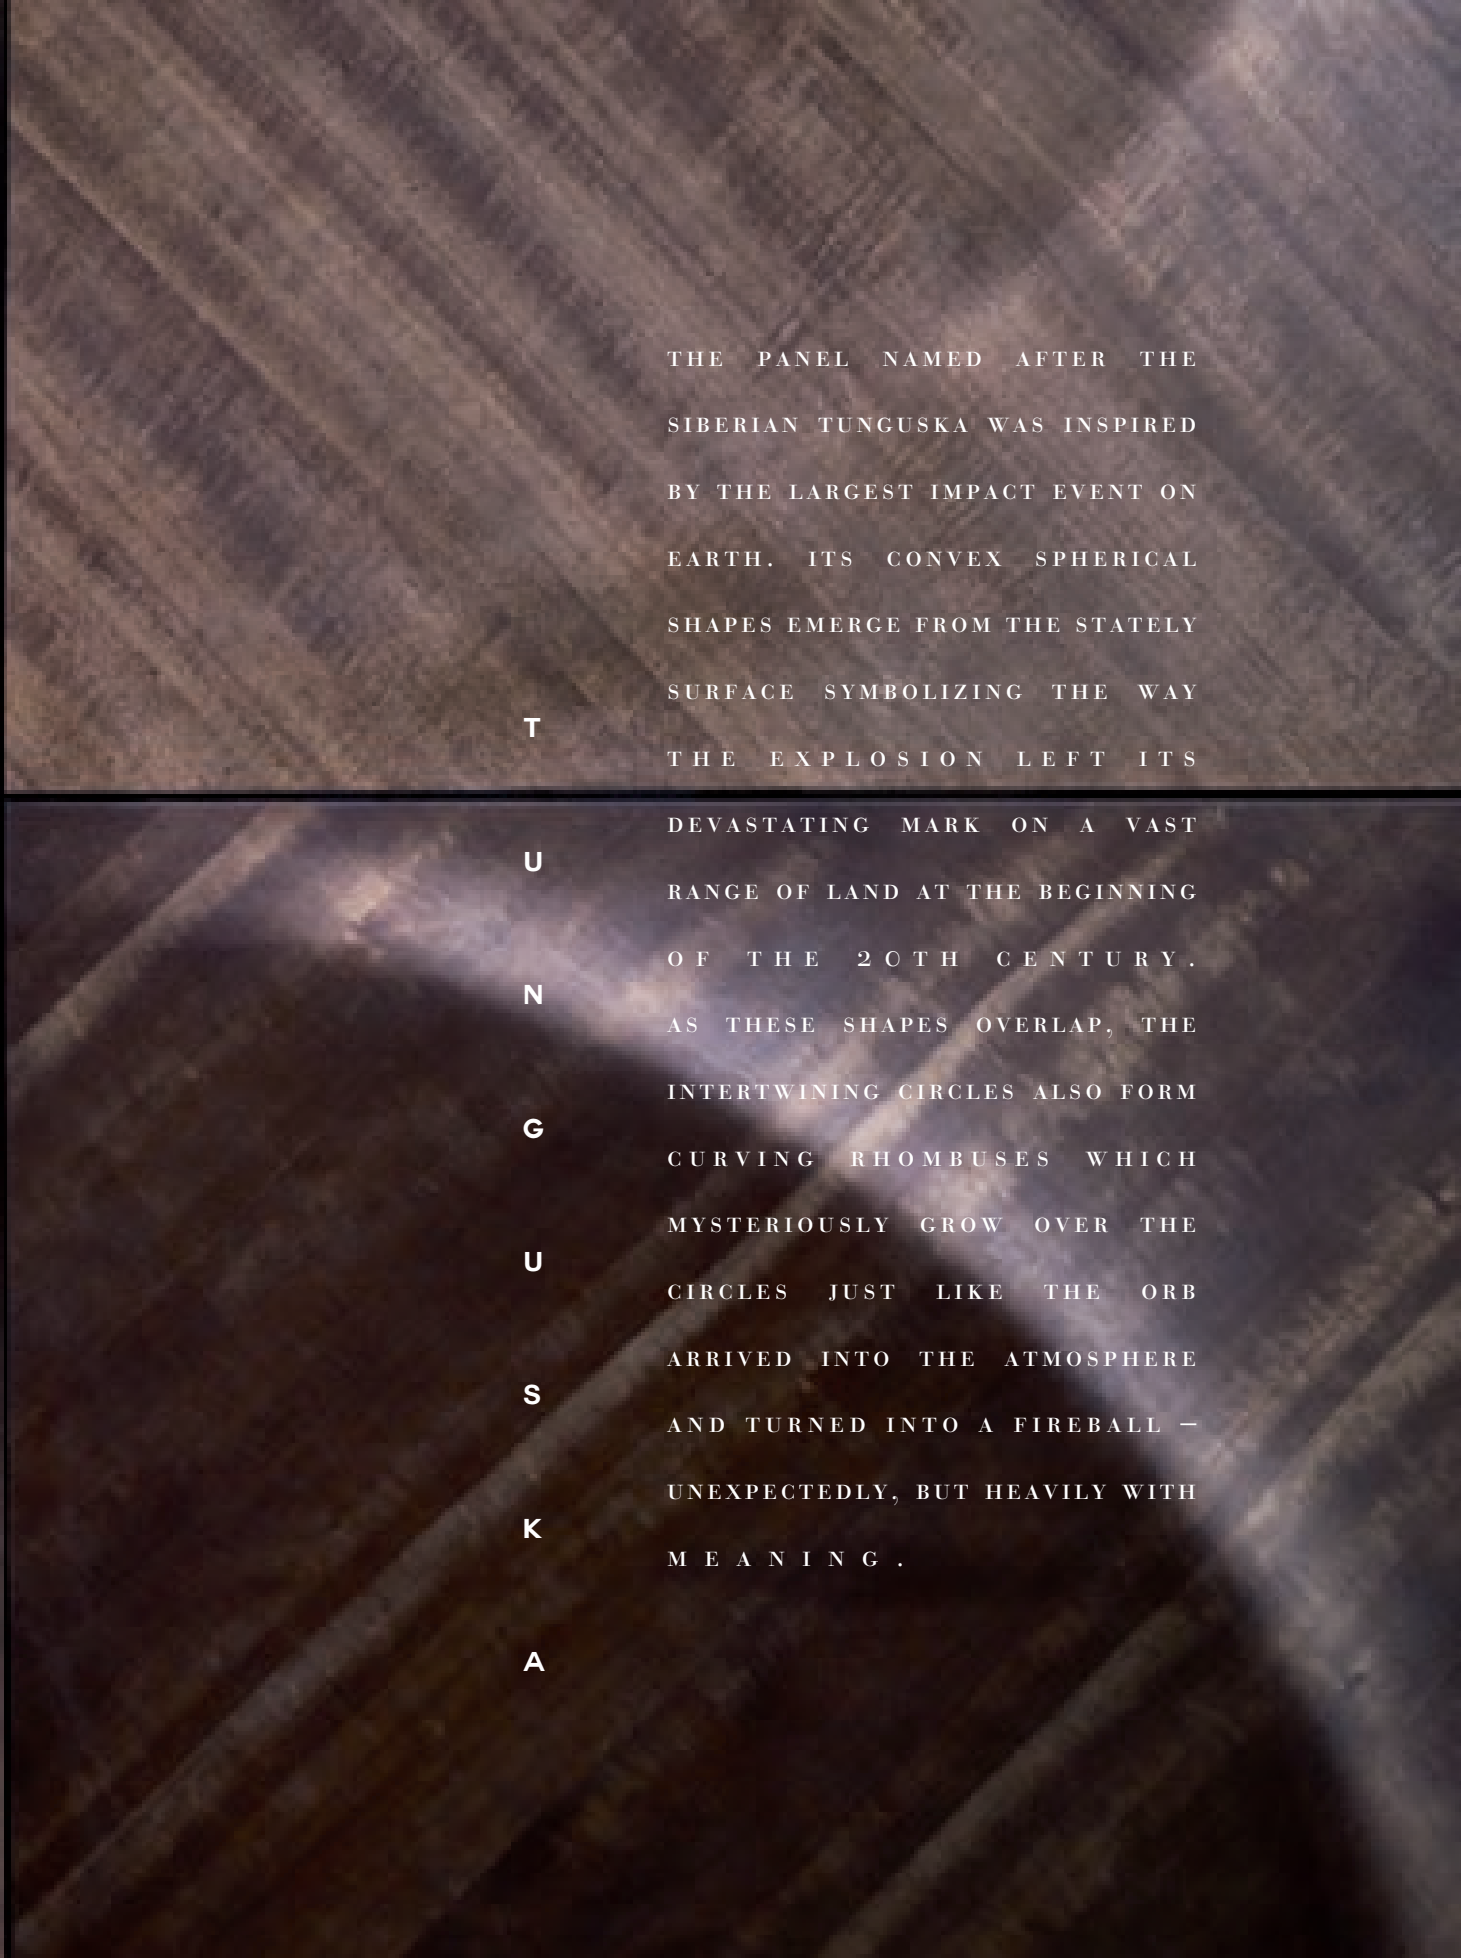 T
U
N
G
U
S
K
A
THE PANEL NAMED AFTER THE
SIBERIAN TUNGUSKA WAS INSPIRED
BY THE LARGEST IMPACT EVENT ON
EARTH. ITS CONVEX SPHERICAL
SHAPES EMERGE FROM THE STATELY
SURFACE SYMBOLIZING THE WAY
THE EXPLOSION LEFT ITS
DEVASTATING MARK ON A VAST
RANGE OF LAND AT THE BEGINNING
OF THE 20TH CENTURY.
AS THESE SHAPES OVERLAP, THE
INTERTWINING CIRCLES ALSO FORM
CURVING RHOMBUSES WHICH
MYSTERIOUSLY GROW OVER THE
CIRCLES JUST LIKE THE ORB
ARRIVED INTO THE ATMOSPHERE
AND TURNED INTO A FIREBALL –
UNEXPECTEDLY, BUT HEAVILY WITH
MEANING.